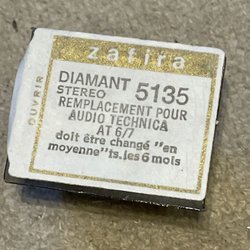 zafira
OUVRIR
DIAMANT 5135
STEREO
REMPLACEMENT POUR
AUDIO TECHNICA
AT 6/7
doit être changé "en
moyenne"ts.les 6 mois